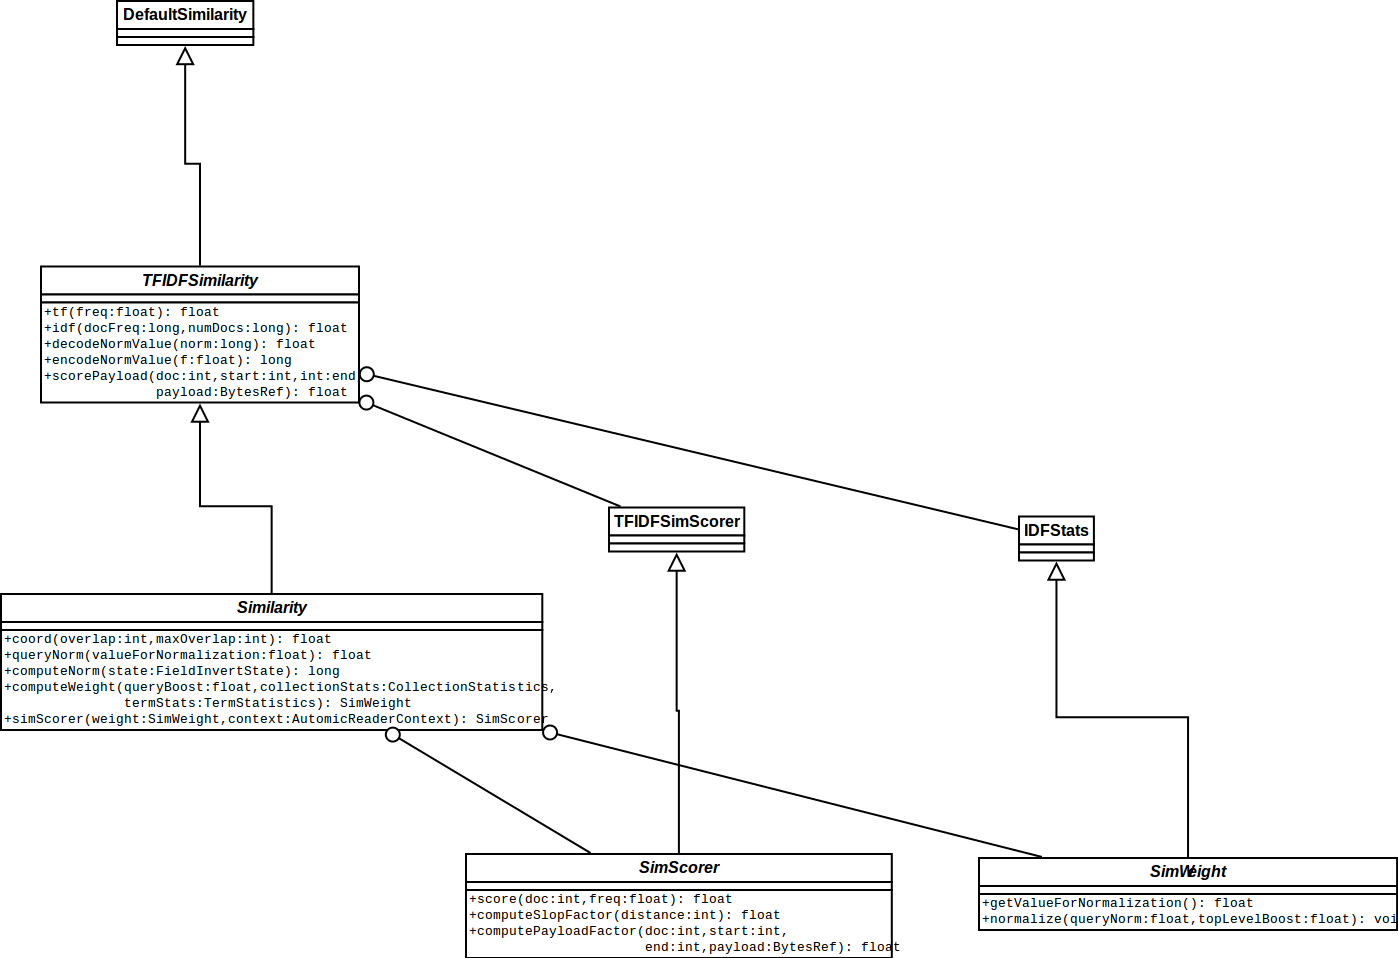 DefaultSimilarity
TFIDFSimilarity
+tf(freq:float): float
+idf(docFreq:long,numDocs:long): float
+decodeNormValue(norm:long): float
+encodeNormValue(f:float): long
+scorePayload(doc:int,start:int,int:end
payload:BytesRef): float
TFIDFSimScorer
IDFStats
Similarity
+coord(overlap:int,maxOverlap:int): float
+queryNorm(valueForNormalization:float): float
+computeNorm(state:FieldInvertState): long
+computeWeight(queryBoost:float,collectionStats:CollectionStatistics,
termStats:TermStatistics): SimWeight
+simScorer(weight:SimWeight,context:AutomicReaderContext): SimScorer
SimScorer
+score(doc:int,freq:float): float
+computeSlopFactor(distance:int): float
+computePayloadFactor(doc:int,start:int,
end:int,payload:BytesRef): float
SimWeight
+getValueForNormalization(): float
+normalize(queryNorm:float,topLevelBoost:float): voi